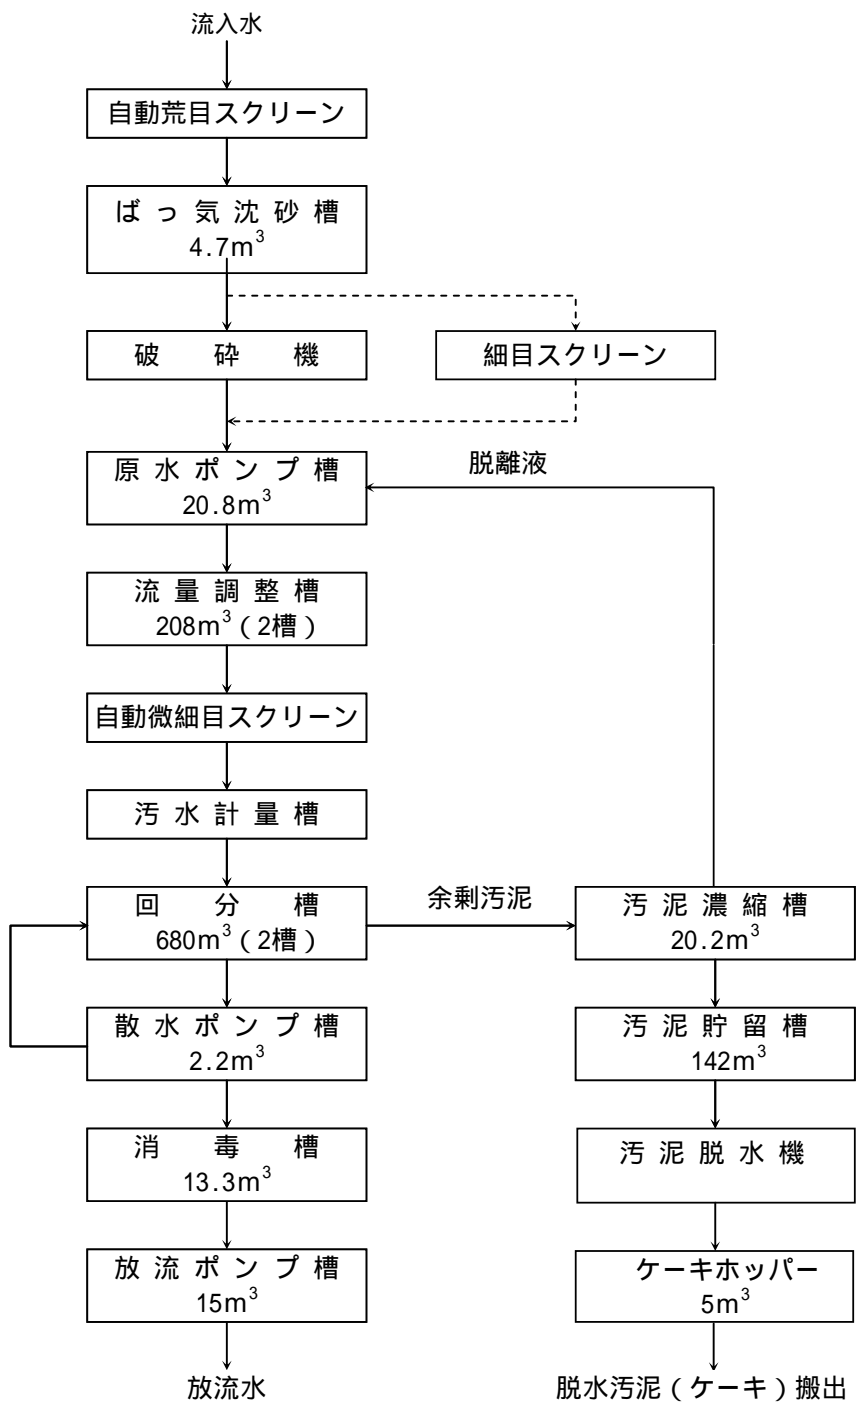 流入水
自動荒目スクリーン
ばっ気沈砂槽
4.7m³
破砕機
細目スクリーン
原水ポンプ槽
20.8m³
脱離液
流量調整槽
208m³(2槽)
自動微細目スクリーン
汚水計量槽
回分槽
680m³(2槽)
余剰汚泥
汚泥濃縮槽
20.2m³
散水ポンプ槽
2.2m³
汚泥貯留槽
142m³
消毒槽
13.3m³
汚泥脱水機
放流ポンプ槽
15m³
ケーキホッパー
5m³
放流水
脱水汚泥(ケーキ)搬出